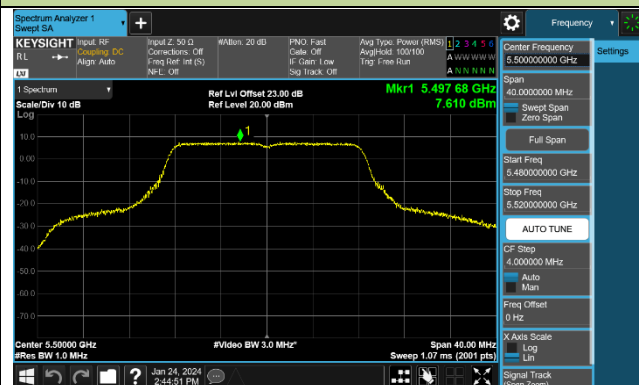 Spectrum Analyzer 1
Swept SA
+
Frequency
KEYSIGHT
RL
LXI
Input: RF
Coupling: DC
Align: Auto
Input Z: 50 Ω
Corrections: Off
Freq Ref: Int (S)
NFE: Off
#Atten: 20 dB
PNO: Fast
Gate: Off
IF Gain: Low
Sig Track: Off
Avg Type: Power (RMS)
Avg|Hold: 100/100
Trig: Free Run
1 2 3 4 5 6
A W W W W W
A N N N N N
1 Spectrum
Scale/Div 10 dB
Log
Ref Lvl Offset 23.00 dB
Ref Level 20.00 dBm
Mkr1 5.497 68 GHz
7.610 dBm
1
10.0
0.00
-10.0
-20.0
-30.0
-40.0
-50.0
-60.0
-70.0
Center 5.50000 GHz
#Res BW 1.0 MHz
#Video BW 3.0 MHz*
Span 40.00 MHz
Sweep 1.07 ms (2001 pts)
Center Frequency
5.500000000 GHz
Settings
Span
40.0000000 MHz
Swept Span
Zero Span
Full Span
Start Freq
5.480000000 GHz
Stop Freq
5.520000000 GHz
AUTO TUNE
CF Step
4.000000 MHz
Auto
Man
Freq Offset
0 Hz
X Axis Scale
Log
Lin
Signal Track
(Span Zoom)
?
Jan 24, 2024
2:44:51 PM